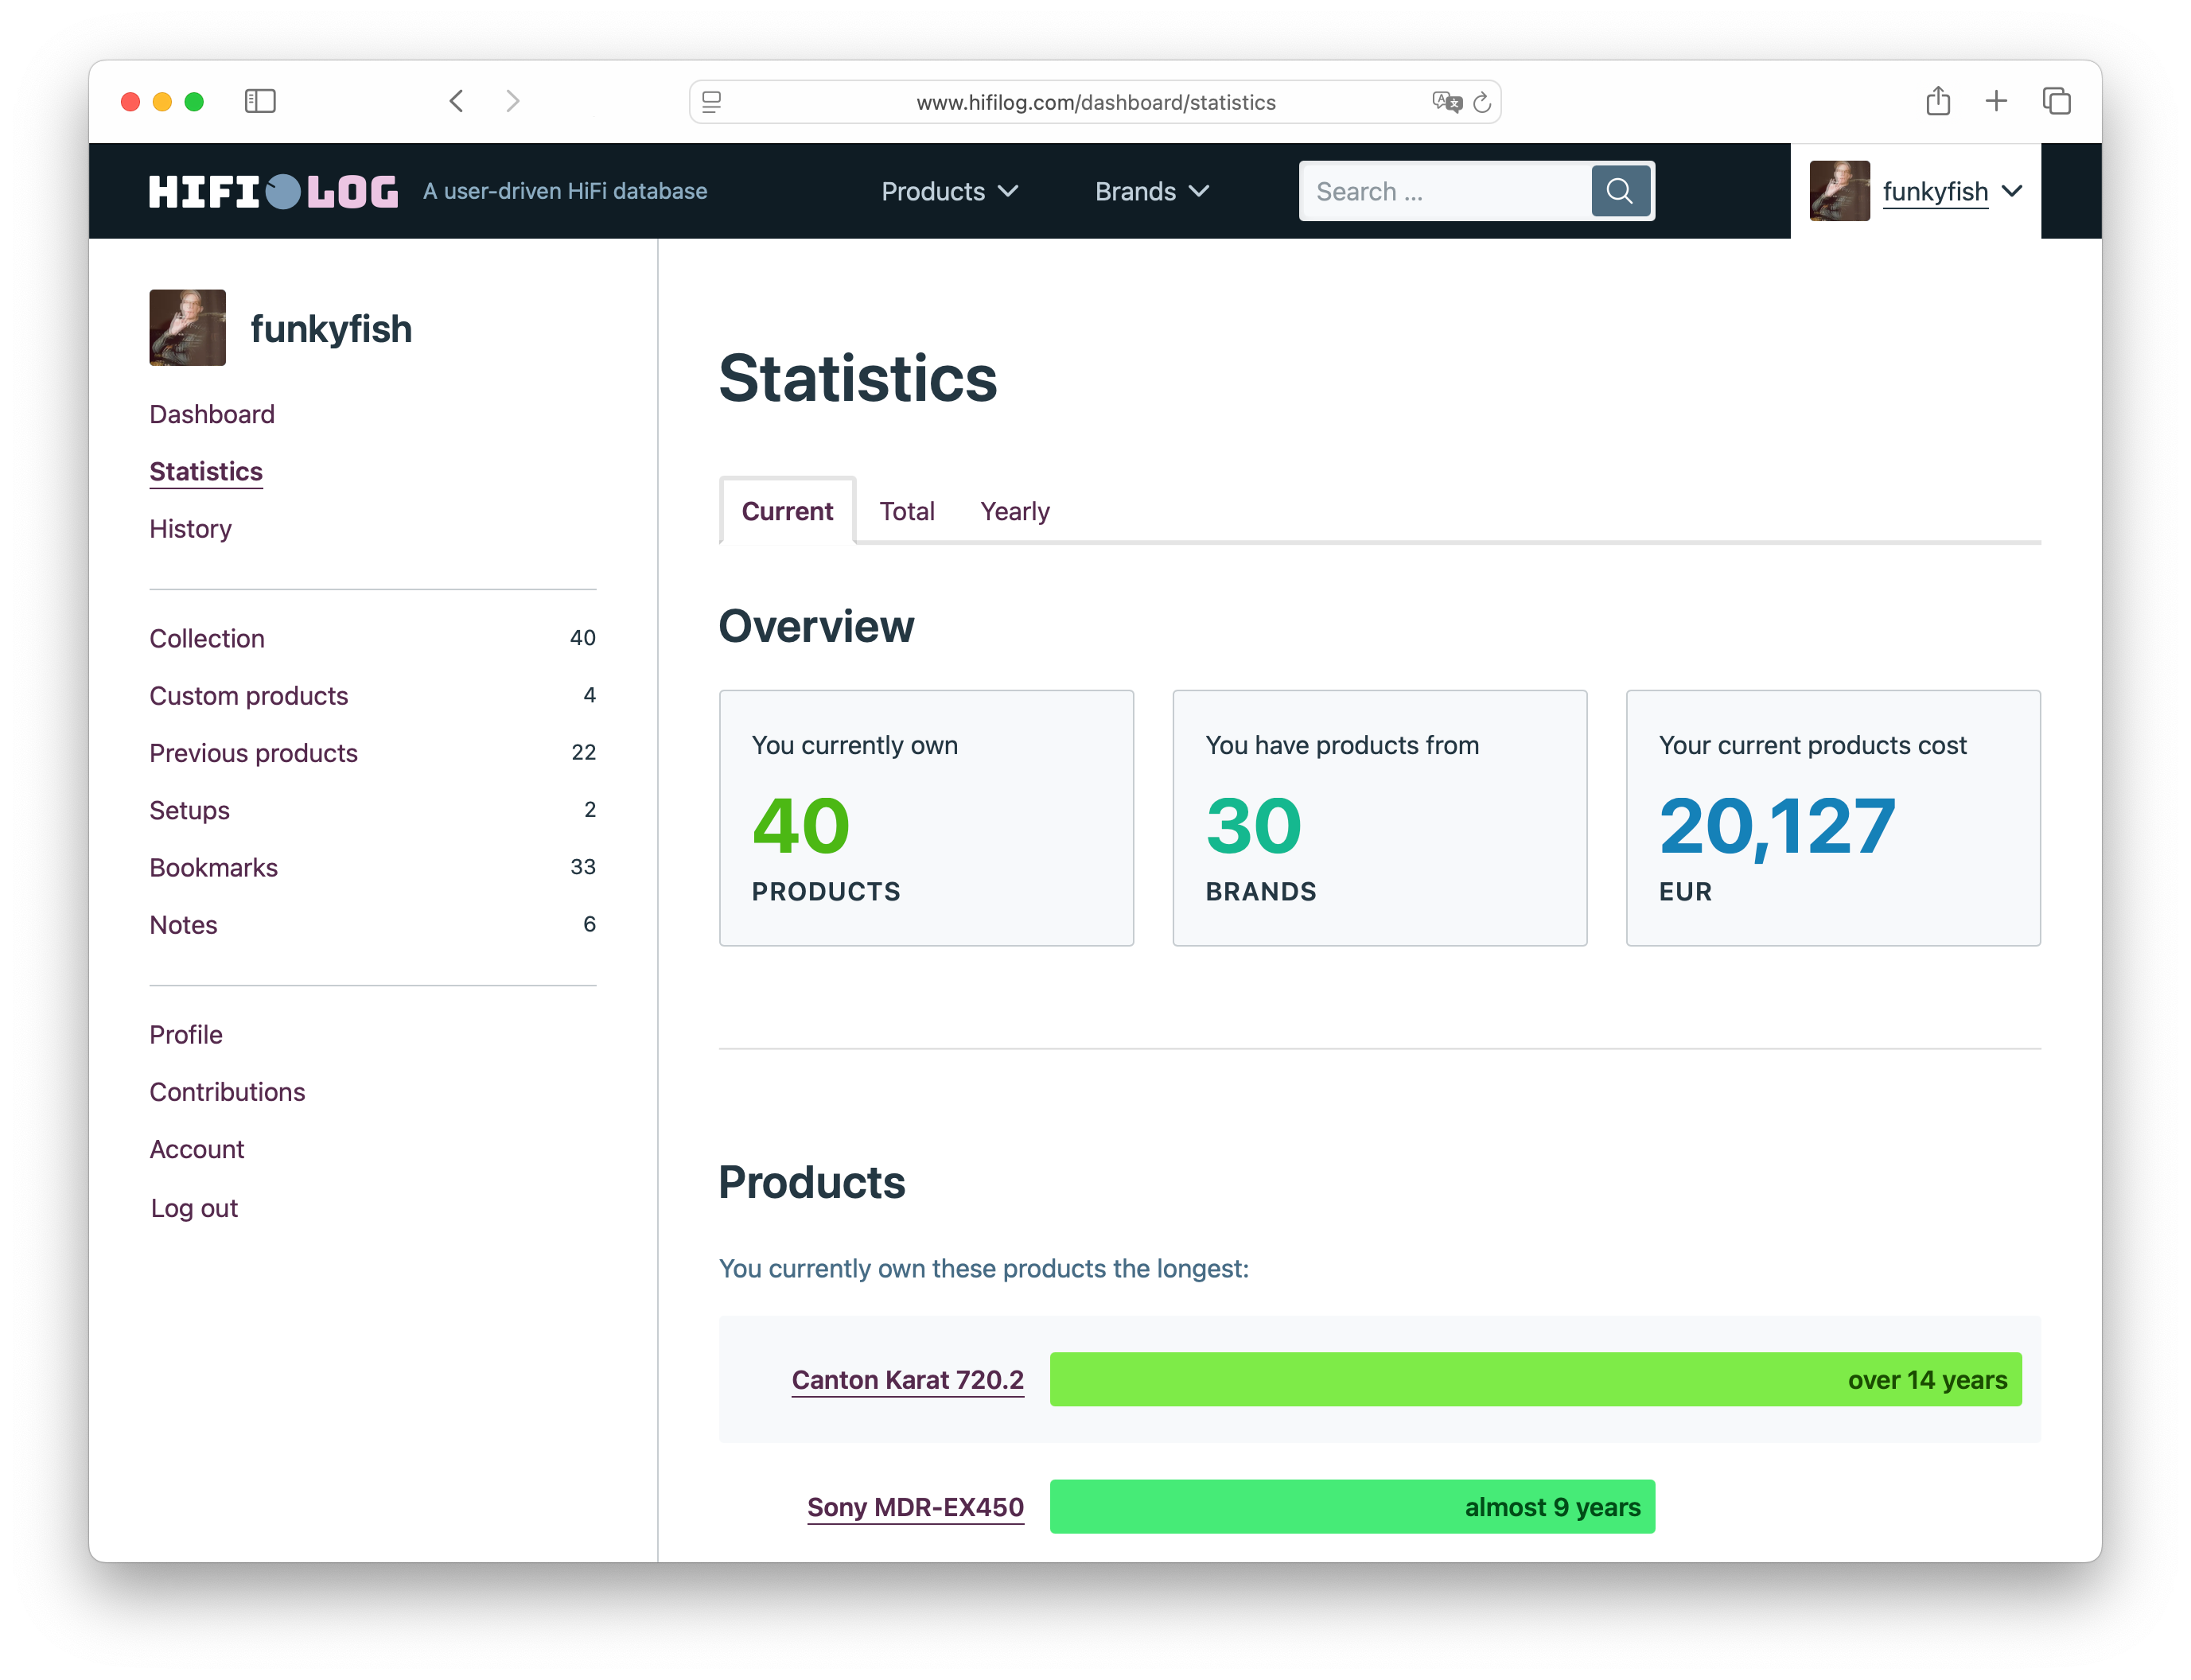 www.hifilog.com/dashboard/statistics
HIFI LOG A user-driven HiFi database Products Brands Search ... funkyfish
funkyfish
Dashboard
Statistics
History
Collection 40
Custom products 4
Previous products 22
Setups 2
Bookmarks 33
Notes 6
Profile
Contributions
Account
Log out
Statistics
Current Total Yearly
Overview
You currently own
40
PRODUCTS
You have products from
30
BRANDS
Your current products cost
20,127
EUR
Products
You currently own these products the longest:
Canton Karat 720.2 over 14 years
Sony MDR-EX450 almost 9 years